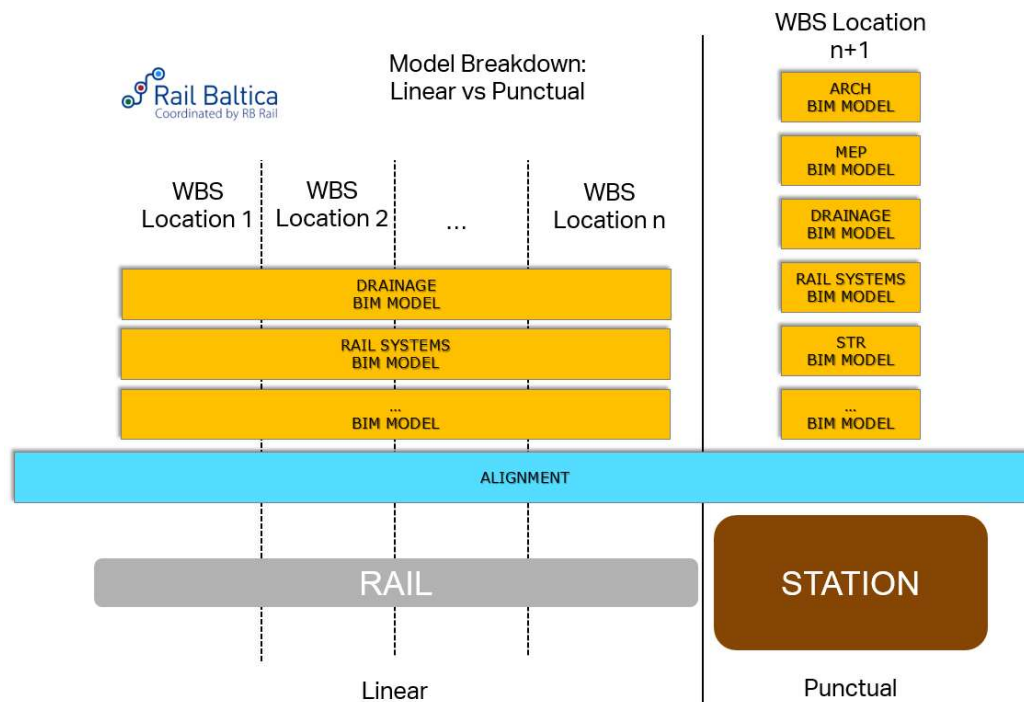 Model Breakdown:
Linear vs Punctual
Rail Baltica
Coordinated by RB Rail
WBS
Location 1
WBS
Location 2
...
WBS
Location n
DRAINAGE
BIM MODEL
RAIL SYSTEMS
BIM MODEL
...
BIM MODEL
WBS Location
n+1
ARCH
BIM MODEL
MEP
BIM MODEL
DRAINAGE
BIM MODEL
RAIL SYSTEMS
BIM MODEL
STR
BIM MODEL
...
BIM MODEL
ALIGNMENT
RAIL
STATION
Linear
Punctual